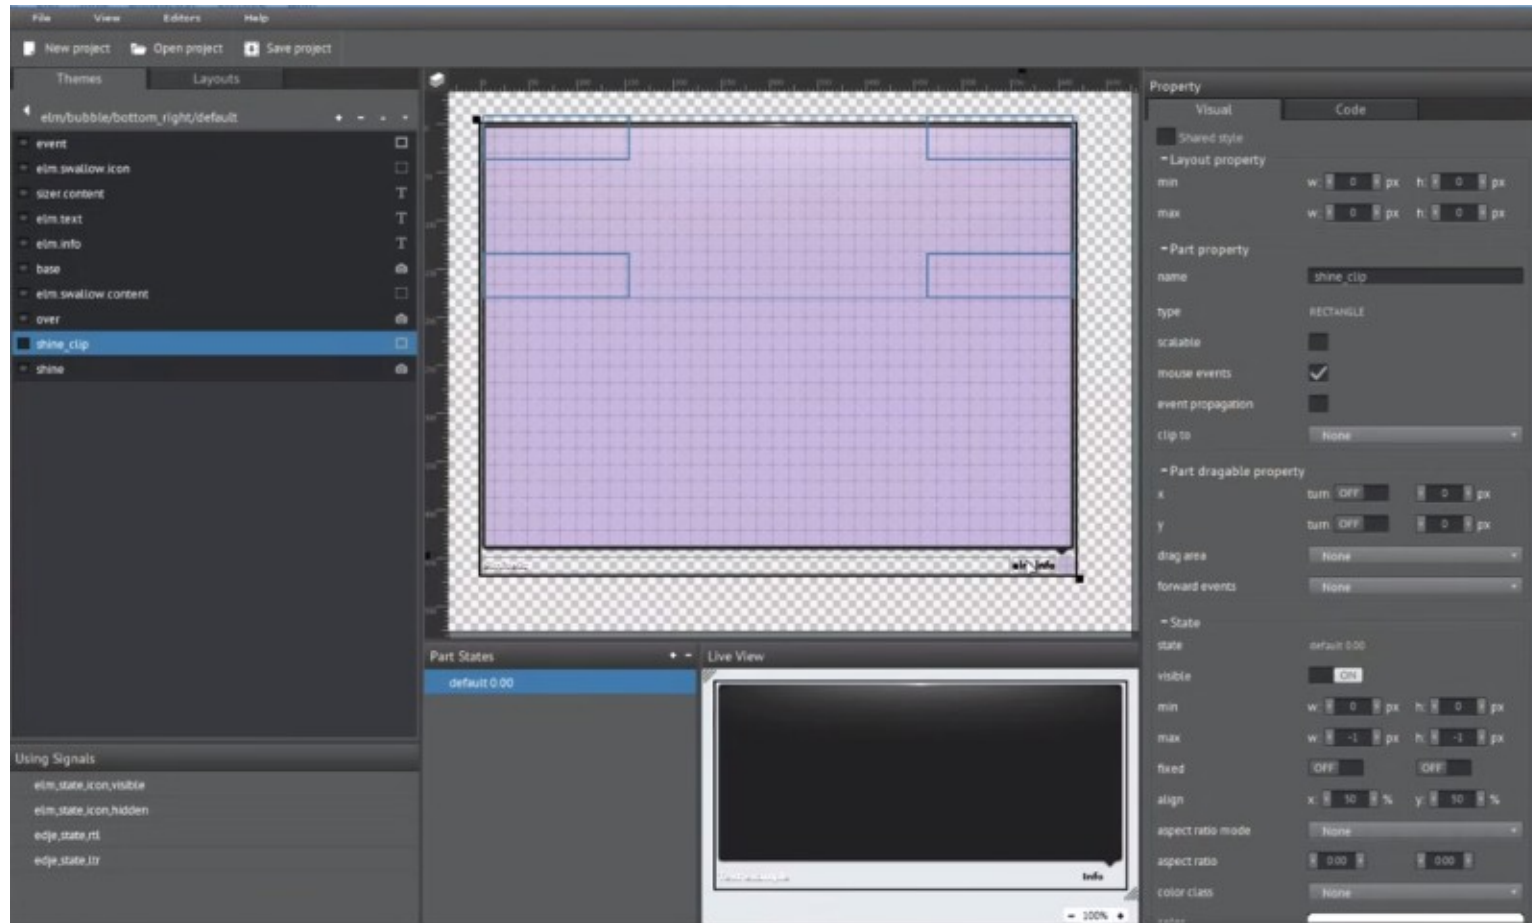 File View Editors Help
New project Open project Save project
Themes Layouts
elm/bubble/bottom_right/default
event
elm.swallow.icon
sizer.content
elm.text
elm.info
base
elm.swallow.content
over
shine_clip
shine
Using Signals
elm,state,icon,visible
elm,state,icon,hidden
edje,state,rtl
edje,state,ltr
Part States
default 0.00
Live View
Info
100%
Property
Visual Code
Shared style
Layout property
min w: 0 px h: 0 px
max w: 0 px h: 0 px
Part property
name shine_clip
type RECTANGLE
scalable
mouse events
event propagation
clip to None
Part dragable property
x turn OFF 0 px
y turn OFF 0 px
drag area None
forward events None
State
state default 0.00
visible ON
min w: 0 px h: 0 px
max w: -1 px h: -1 px
fixed OFF OFF
align x: 50 % y: 50 %
aspect ratio mode None
aspect ratio 0.00 0.00
color class None